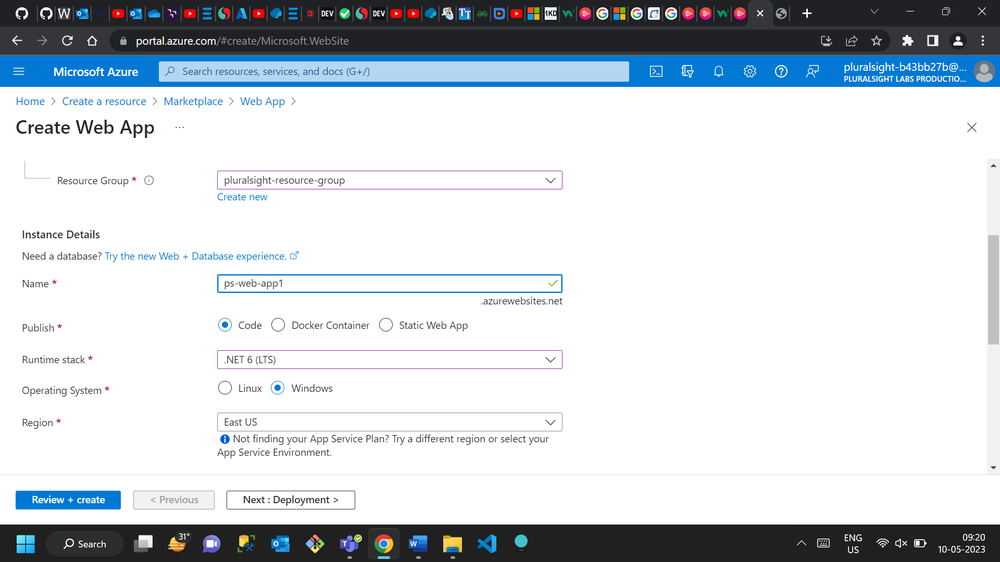 portal.azure.com/#create/Microsoft.WebSite
Microsoft Azure
Search resources, services, and docs (G+/)
pluralsight-b43bb27b@...
PLURALSIGHT LABS PRODUCTIO...
Home > Create a resource > Marketplace > Web App >
Create Web App ...
Resource Group *
pluralsight-resource-group
Create new
Instance Details
Need a database? Try the new Web + Database experience.
Name *
ps-web-app1
.azurewebsites.net
Publish *
Code
Docker Container
Static Web App
Runtime stack *
.NET 6 (LTS)
Operating System *
Linux
Windows
Region *
East US
Not finding your App Service Plan? Try a different region or select your
App Service Environment.
Review + create
< Previous
Next : Deployment >
Search
31°
ENG
US
09:20
10-05-2023